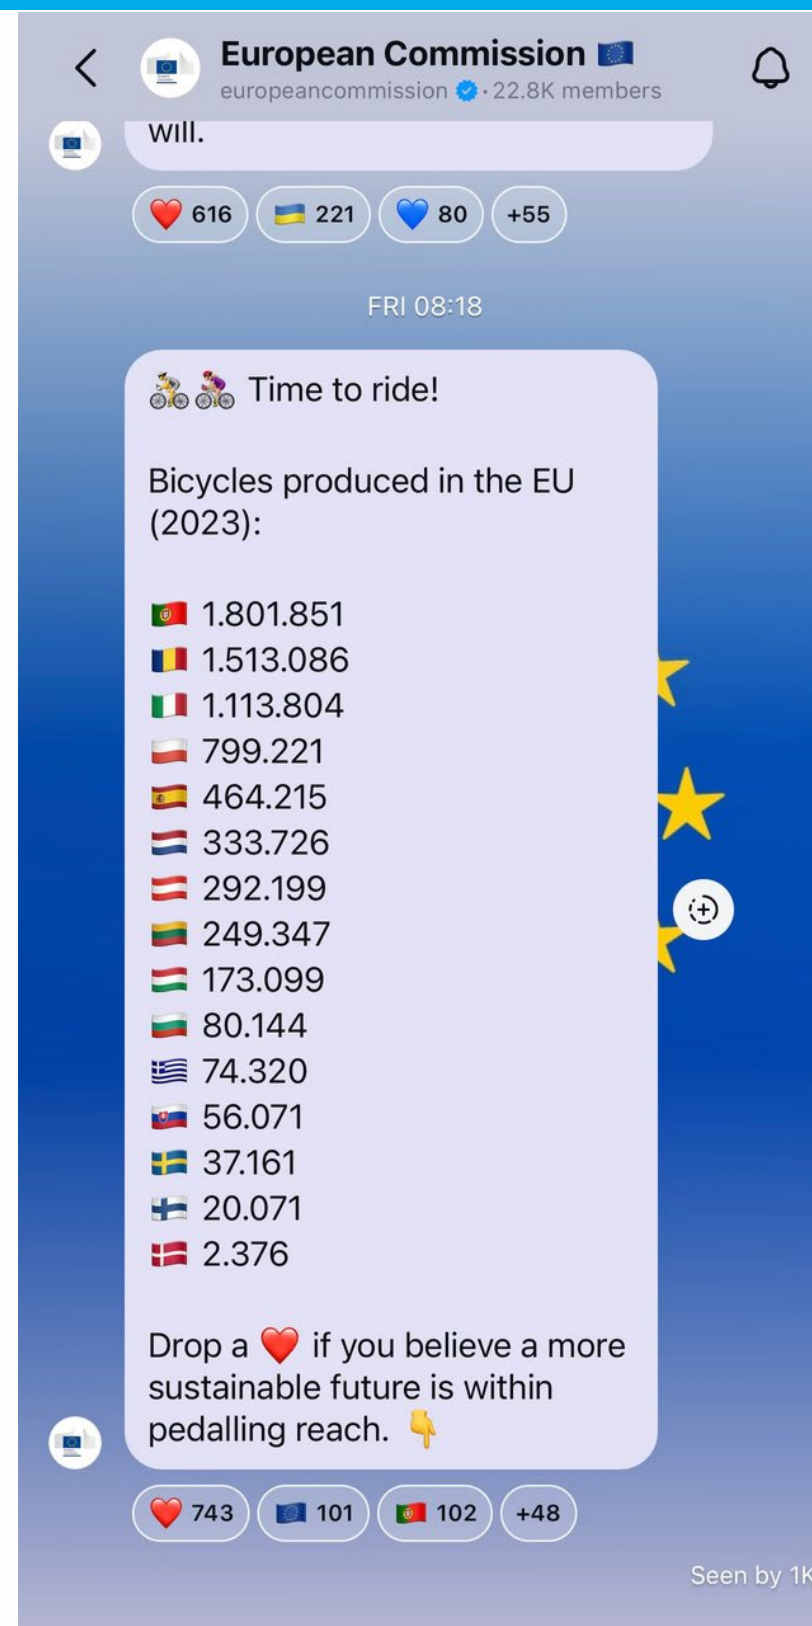 European Commission 🇪🇺
europeancommission · 22.8K members
will.
❤️ 616 🇺🇦 221 💙 80 +55
FRI 08:18
🚴🚴 Time to ride!
Bicycles produced in the EU
(2023):
🇵🇹 1.801.851
🇷🇴 1.513.086
🇮🇹 1.113.804
🇵🇱 799.221
🇪🇸 464.215
🇳🇱 333.726
🇦🇹 292.199
🇱🇹 249.347
🇭🇺 173.099
🇧🇬 80.144
🇬🇷 74.320
🇸🇰 56.071
🇸🇪 37.161
🇫🇮 20.071
🇩🇰 2.376
Drop a ❤️ if you believe a more
sustainable future is within
pedalling reach. 👇
❤️ 743 🇪🇺 101 🇵🇹 102 +48
Seen by 1K